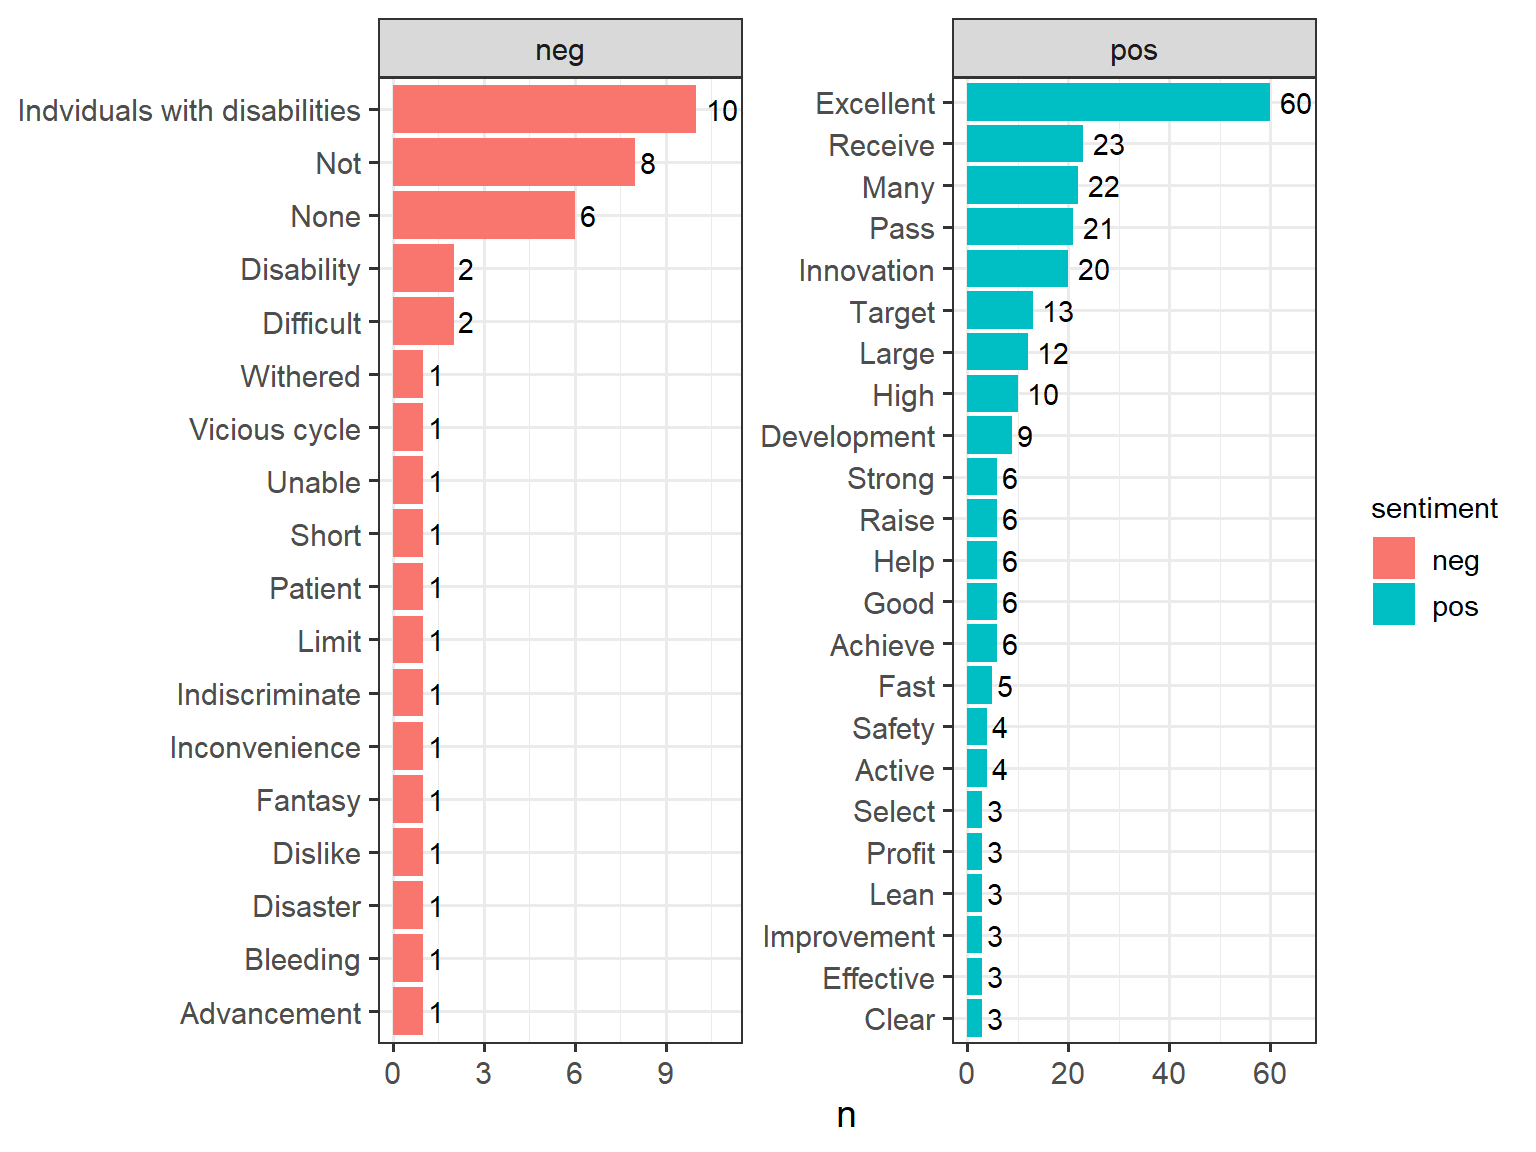 neg
Indviduals with disabilities 10
Not 8
None 6
Disability 2
Difficult 2
Withered 1
Vicious cycle 1
Unable 1
Short 1
Patient 1
Limit 1
Indiscriminate 1
Inconvenience 1
Fantasy 1
Dislike 1
Disaster 1
Bleeding 1
Advancement 1
0 3 6 9
pos
Excellent 60
Receive 23
Many 22
Pass 21
Innovation 20
Target 13
Large 12
High 10
Development 9
Strong 6
Raise 6
Help 6
Good 6
Achieve 6
Fast 5
Safety 4
Active 4
Select 3
Profit 3
Lean 3
Improvement 3
Effective 3
Clear 3
0 20 40 60
n
sentiment
neg
pos